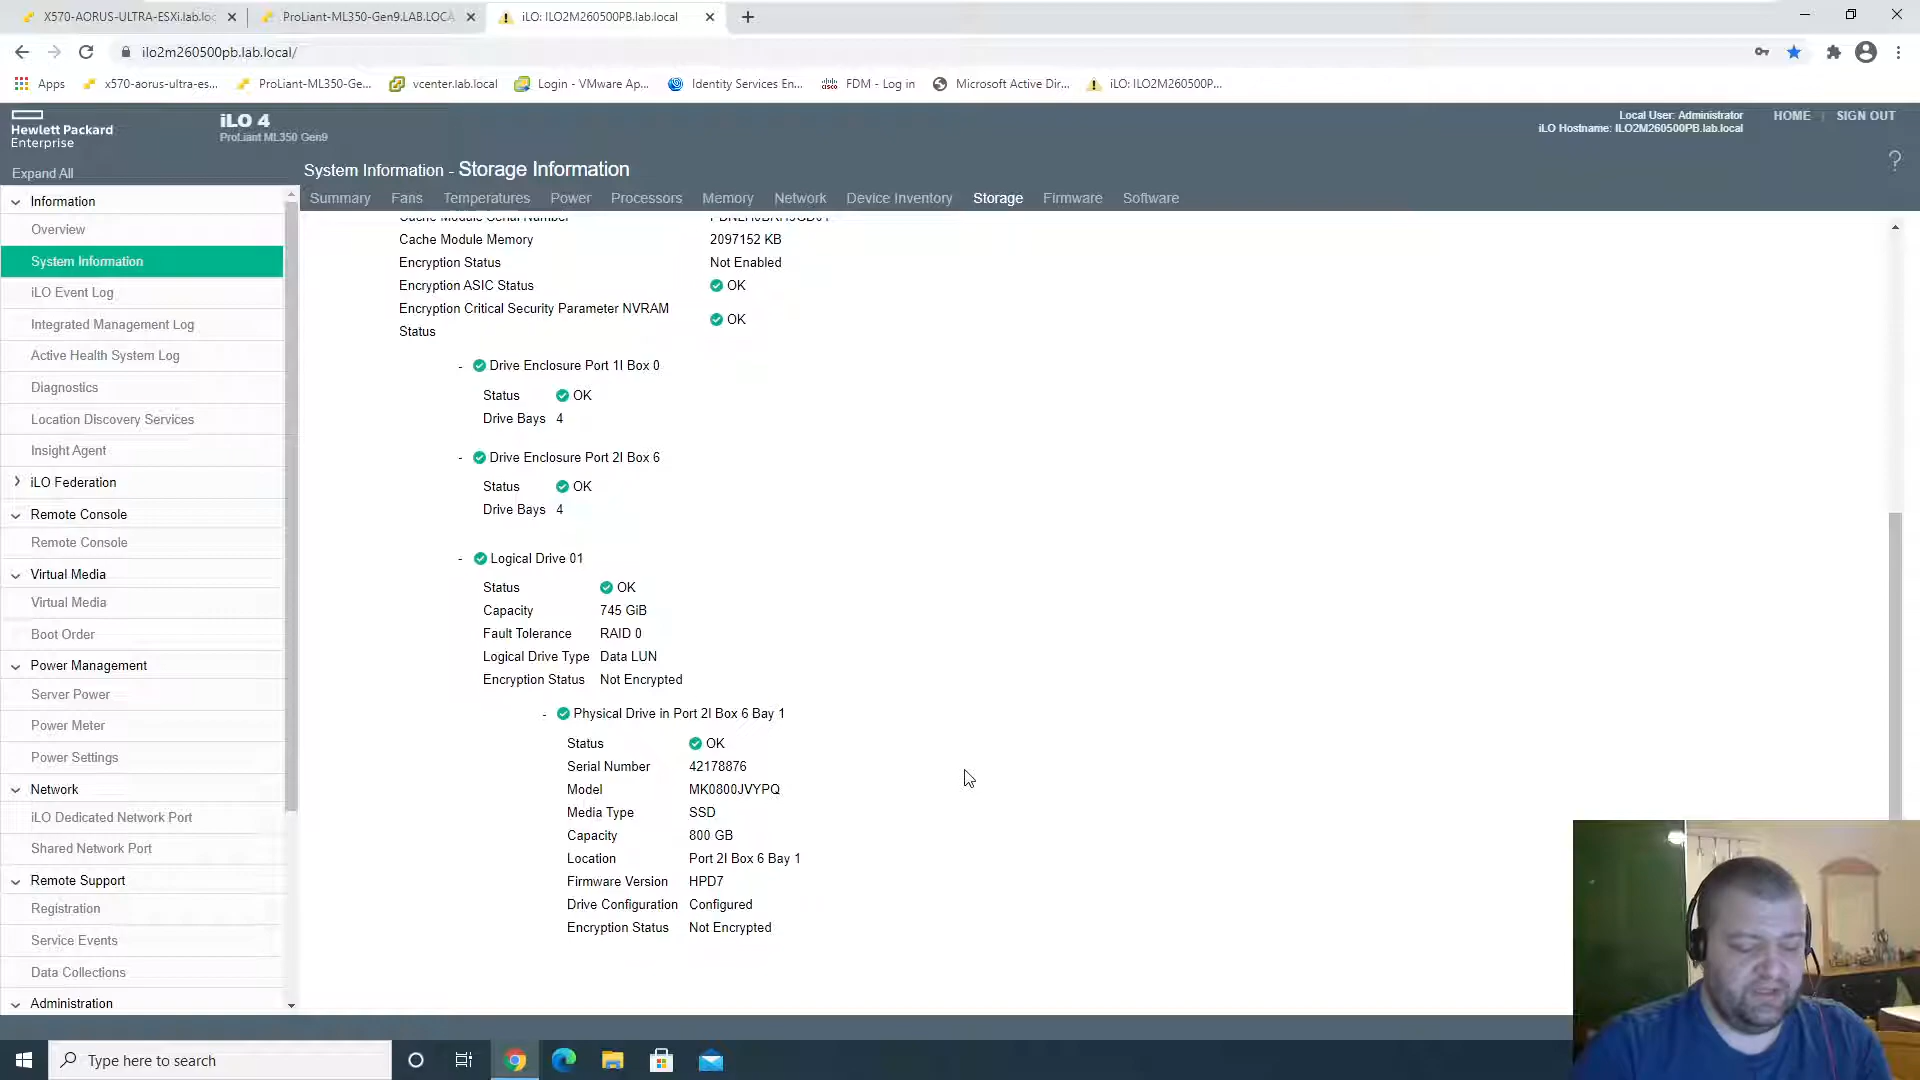 X570-AORUS-ULTRA-ESXi.lab.loc
ProLiant-ML350-Gen9.LAB.LOCA
iLO: ILO2M260500PB.lab.local
ilo2m260500pb.lab.local/
Apps
x570-aorus-ultra-es...
ProLiant-ML350-Ge...
vcenter.lab.local
Login - VMware Ap...
Identity Services En...
FDM - Log in
Microsoft Active Dir...
iLO: ILO2M260500P...
Hewlett Packard
Enterprise
iLO 4
ProLiant ML350 Gen9
Local User: Administrator
iLO Hostname: ILO2M260500PB.lab.local
HOME
SIGN OUT
Expand All
System Information - Storage Information
?
Summary Fans Temperatures Power Processors Memory Network Device Inventory Storage Firmware Software
Information
Overview
System Information
iLO Event Log
Integrated Management Log
Active Health System Log
Diagnostics
Location Discovery Services
Insight Agent
iLO Federation
Remote Console
Remote Console
Virtual Media
Virtual Media
Boot Order
Power Management
Server Power
Power Meter
Power Settings
Network
iLO Dedicated Network Port
Shared Network Port
Remote Support
Registration
Service Events
Data Collections
Administration
Cache Module Serial Number
Cache Module Memory 2097152 KB
Encryption Status Not Enabled
Encryption ASIC Status OK
Encryption Critical Security Parameter NVRAM
Status OK
- Drive Enclosure Port 1I Box 0
Status OK
Drive Bays 4
- Drive Enclosure Port 2I Box 6
Status OK
Drive Bays 4
- Logical Drive 01
Status OK
Capacity 745 GiB
Fault Tolerance RAID 0
Logical Drive Type Data LUN
Encryption Status Not Encrypted
- Physical Drive in Port 2I Box 6 Bay 1
Status OK
Serial Number 42178876
Model MK0800JVYPQ
Media Type SSD
Capacity 800 GB
Location Port 2I Box 6 Bay 1
Firmware Version HPD7
Drive Configuration Configured
Encryption Status Not Encrypted
Type here to search